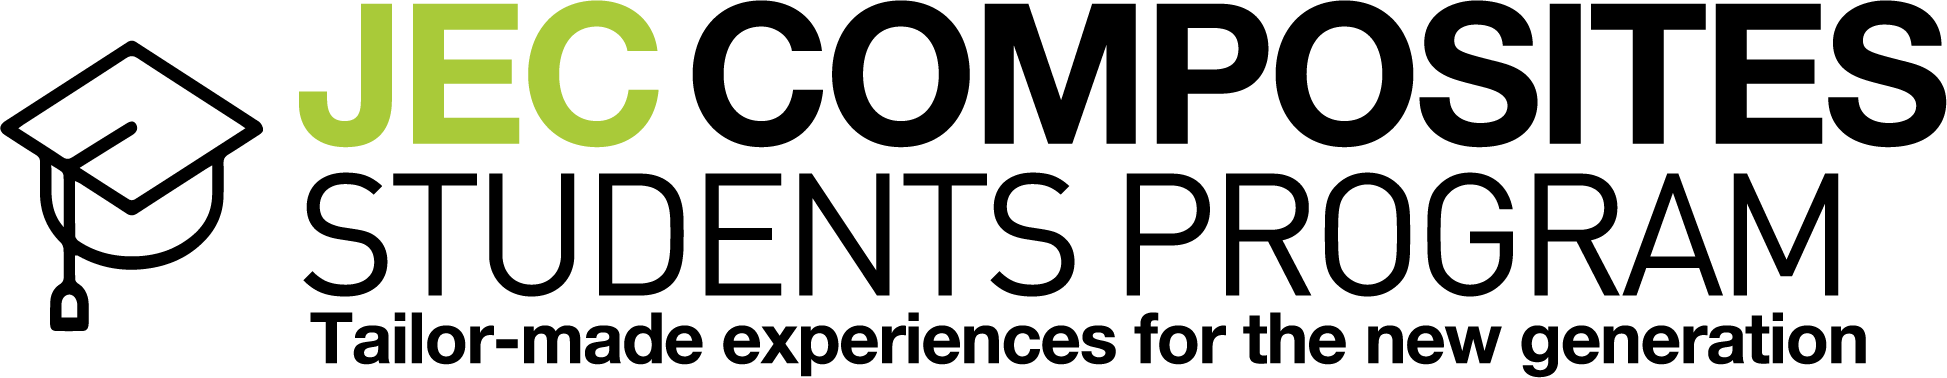 JEC COMPOSITES
STUDENTS PROGRAM
Tailor-made experiences for the new generation